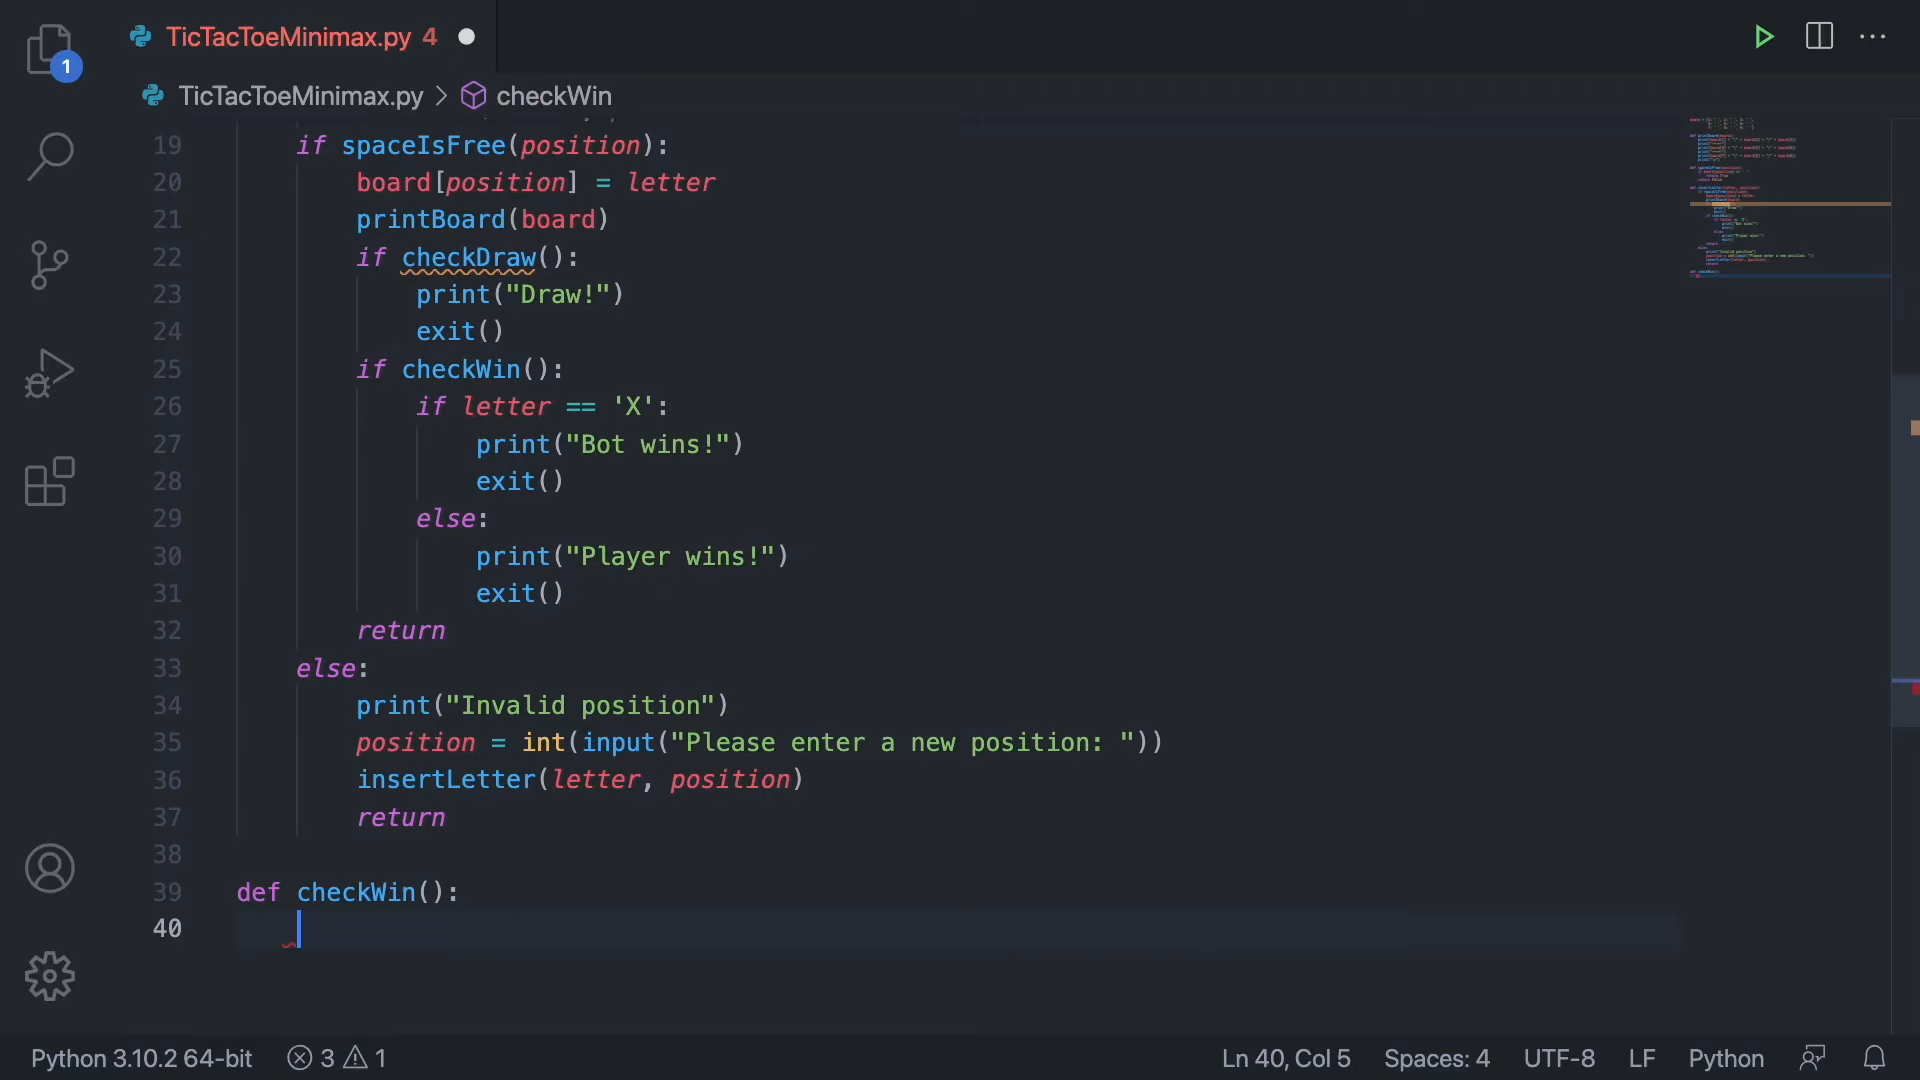 TicTacToeMinimax.py 4
1
TicTacToeMinimax.py > checkWin
19 if spaceIsFree(position):
20 board[position] = letter
21 printBoard(board)
22 if checkDraw():
23 print("Draw!")
24 exit()
25 if checkWin():
26 if letter == 'X':
27 print("Bot wins!")
28 exit()
29 else:
30 print("Player wins!")
31 exit()
32 return
33 else:
34 print("Invalid position")
35 position = int(input("Please enter a new position: "))
36 insertLetter(letter, position)
37 return
38
39 def checkWin():
40
Python 3.10.2 64-bit 3 1 Ln 40, Col 5 Spaces: 4 UTF-8 LF Python